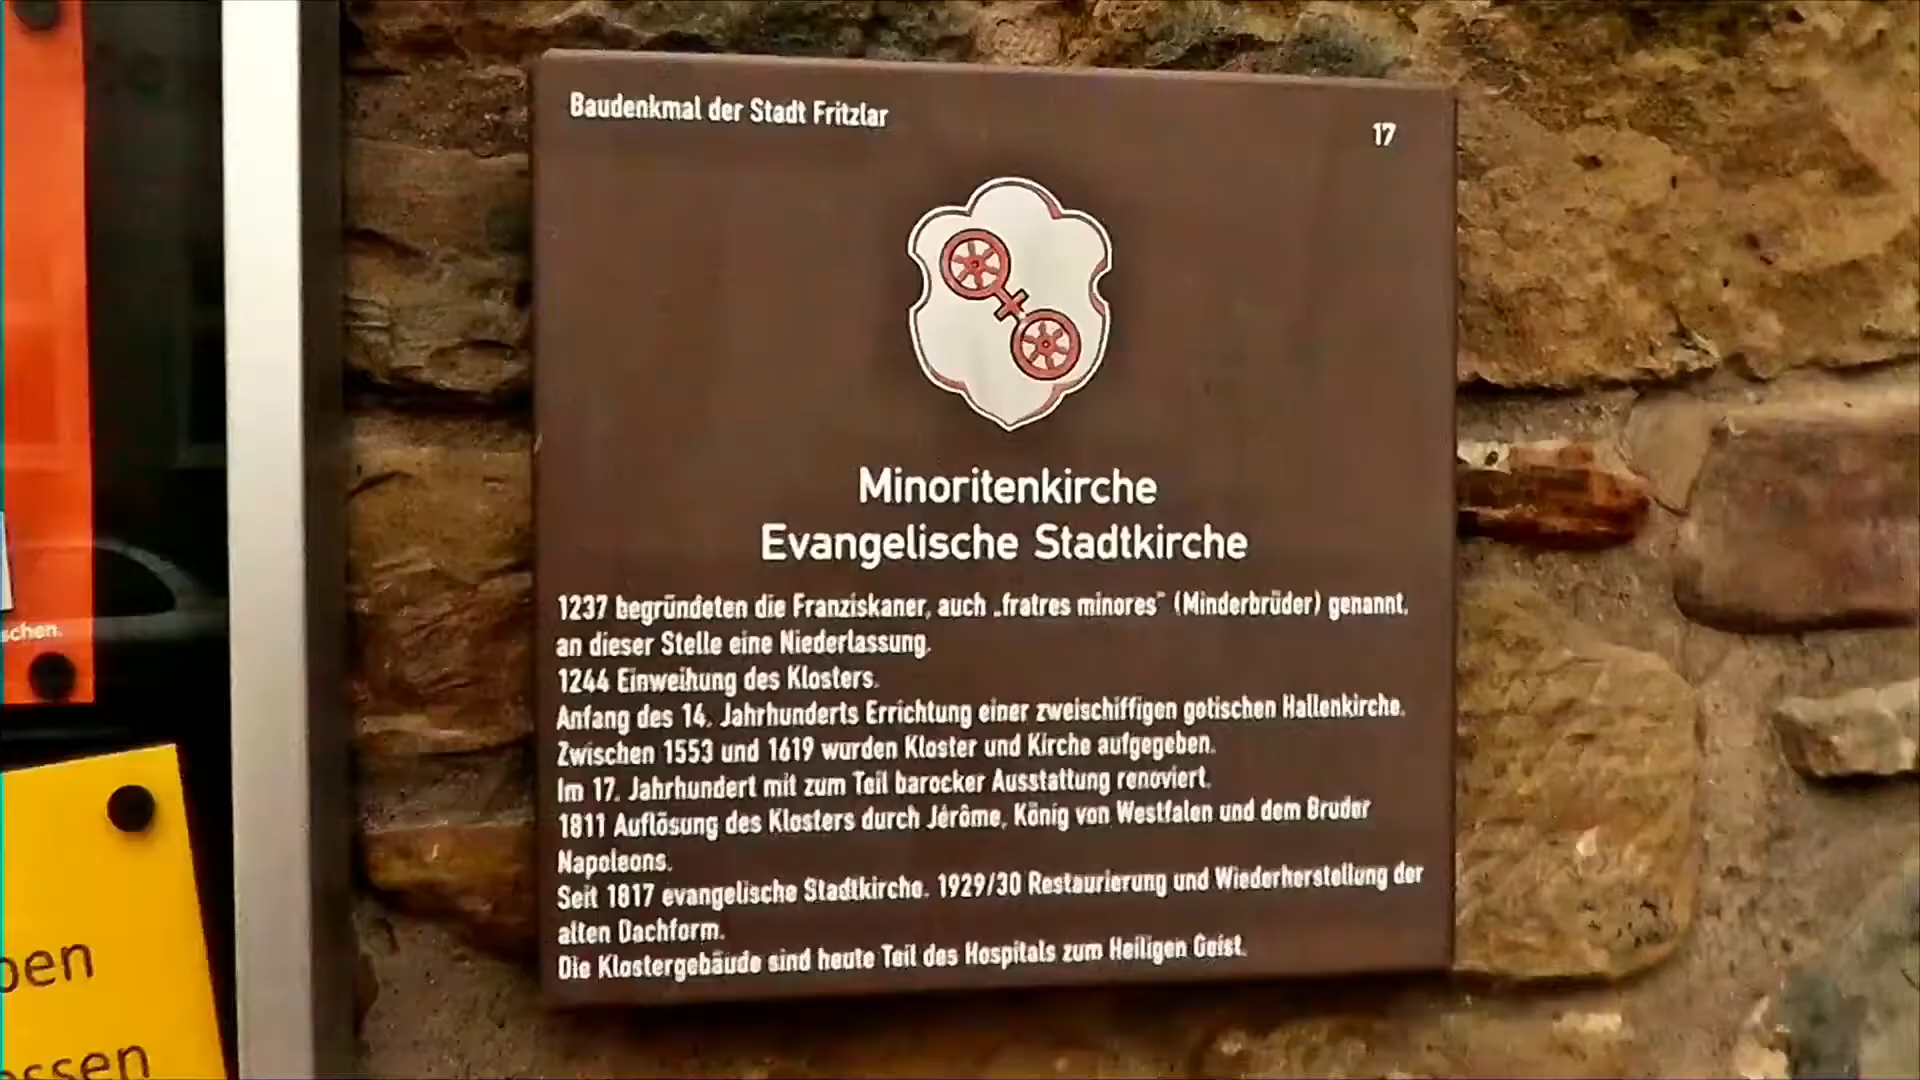 Baudenkmal der Stadt Fritzlar
17
Minoritenkirche
Evangelische Stadtkirche
1237 begründeten die Franziskaner, auch „fratres minores" (Minderbrüder) genannt,
an dieser Stelle eine Niederlassung.
1244 Einweihung des Klosters.
Anfang des 14. Jahrhunderts Errichtung einer zweischiffigen gotischen Hallenkirche.
Zwischen 1553 und 1619 wurden Kloster und Kirche aufgegeben.
Im 17. Jahrhundert mit zum Teil barocker Ausstattung renoviert.
1811 Auflösung des Klosters durch Jérôme, König von Westfalen und dem Bruder
Napoleons.
Seit 1817 evangelische Stadtkirche. 1929/30 Restaurierung und Wiederherstellung der
alten Dachform.
Die Klostergebäude sind heute Teil des Hospitals zum Heiligen Geist.